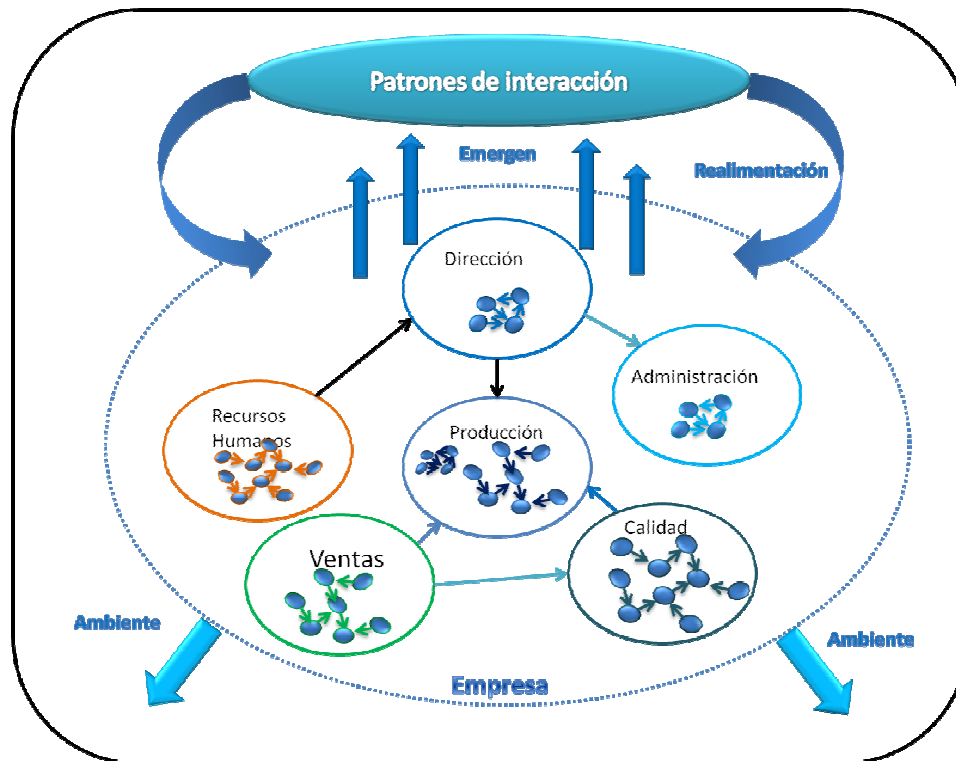 Patrones de interacción
Emergen
Realimentación
Dirección
Administración
Recursos
Humanos
Producción
Calidad
Ventas
Ambiente
Ambiente
Empresa